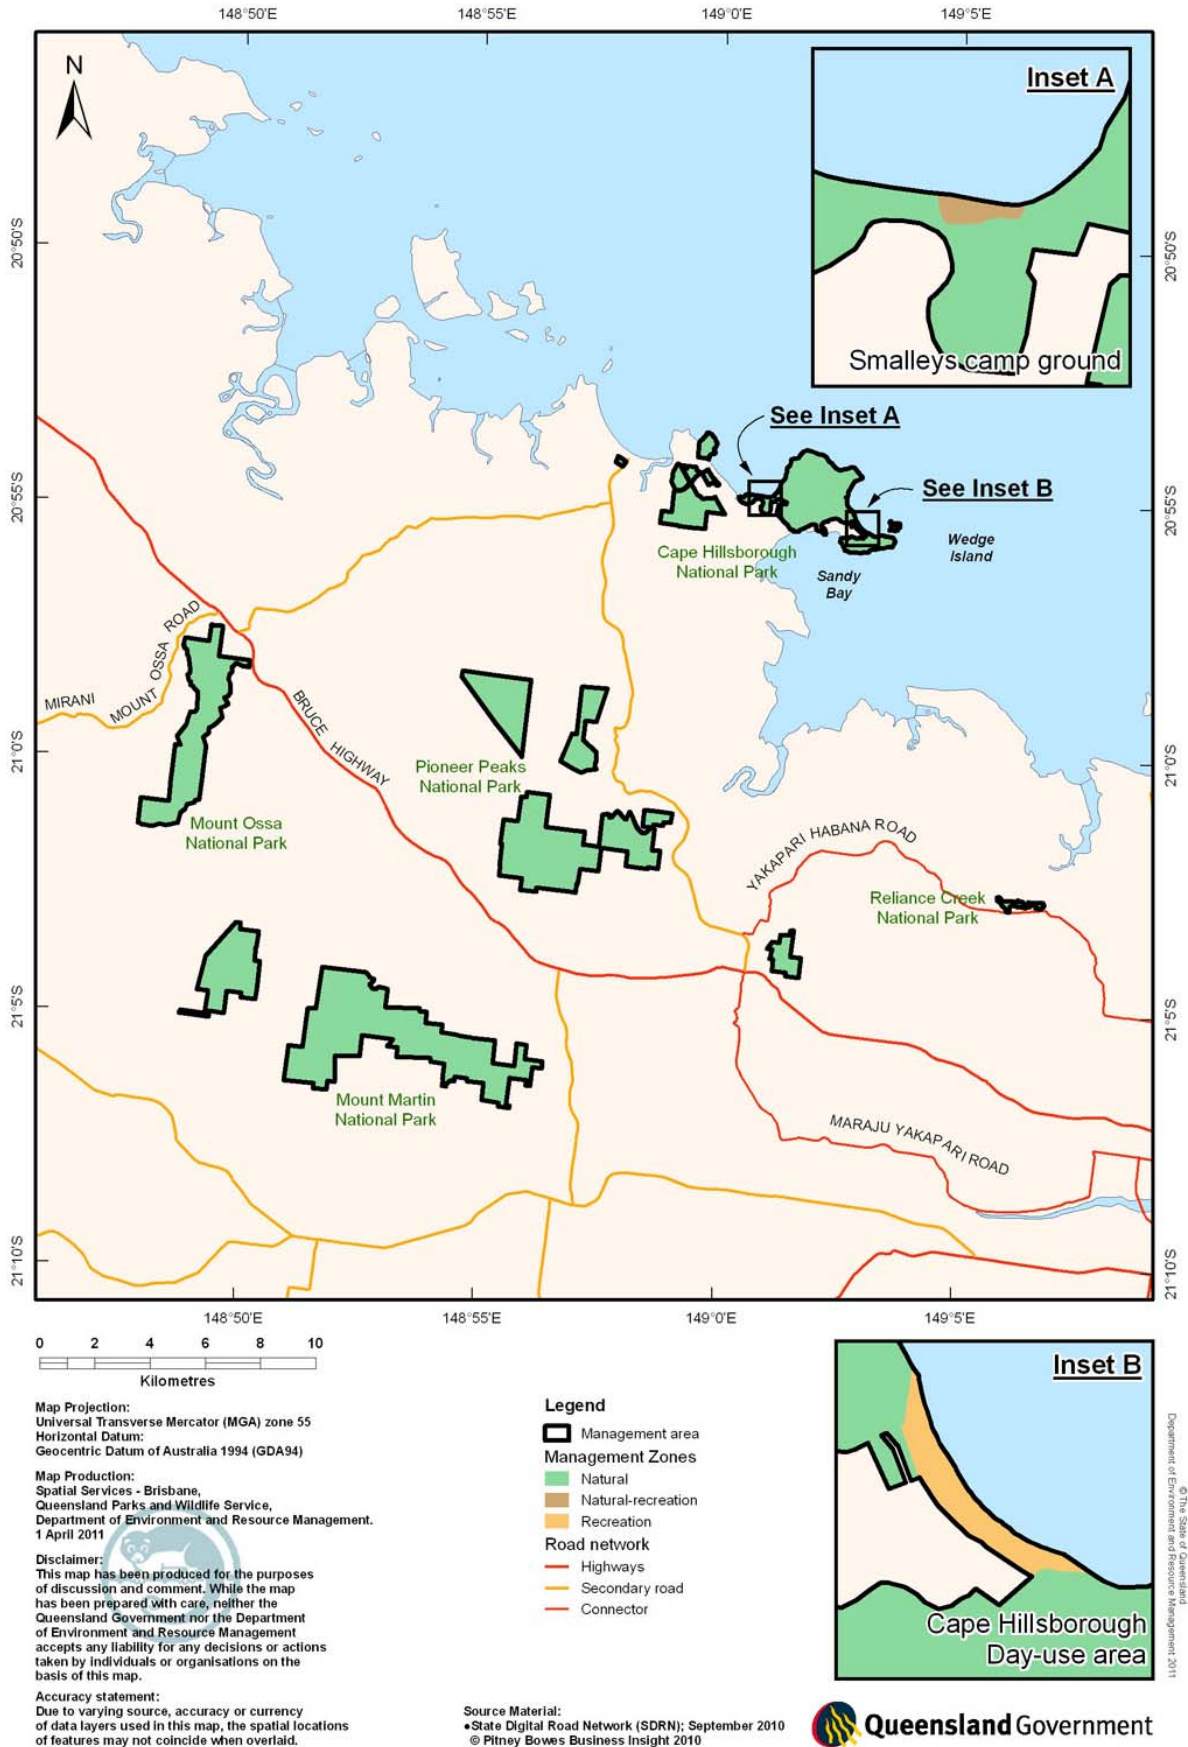 148°50'E
148°55'E
149°0'E
149°5'E
N
Inset A
Smalleys camp ground
20°50'S
20°50'S
See Inset A
See Inset B
20°55'S
20°55'S
Cape Hillsborough
National Park
Wedge
Island
Sandy
Bay
MIRANI
MOUNT OSSA ROAD
BRUCE HIGHWAY
21°0'S
21°0'S
Pioneer Peaks
National Park
Mount Ossa
National Park
YAKAPARI HABANA ROAD
Reliance Creek
National Park
21°5'S
21°5'S
Mount Martin
National Park
MARAJU YAKAPARI ROAD
21°10'S
21°10'S
148°50'E
148°55'E
149°0'E
149°5'E
0 2 4 6 8 10
Kilometres
Map Projection:
Universal Transverse Mercator (MGA) zone 55
Horizontal Datum:
Geocentric Datum of Australia 1994 (GDA94)
Map Production:
Spatial Services - Brisbane,
Queensland Parks and Wildlife Service,
Department of Environment and Resource Management.
1 April 2011
Disclaimer:
This map has been produced for the purposes
of discussion and comment. While the map
has been prepared with care, neither the
Queensland Government nor the Department
of Environment and Resource Management
accepts any liability for any decisions or actions
taken by individuals or organisations on the
basis of this map.
Accuracy statement:
Due to varying source, accuracy or currency
of data layers used in this map, the spatial locations
of features may not coincide when overlaid.
Legend
Management area
Management Zones
Natural
Natural-recreation
Recreation
Road network
Highways
Secondary road
Connector
Source Material:
●State Digital Road Network (SDRN); September 2010
© Pitney Bowes Business Insight 2010
Inset B
Cape Hillsborough
Day-use area
© The State of Queensland
Department of Environment and Resource Management 2011
Queensland Government